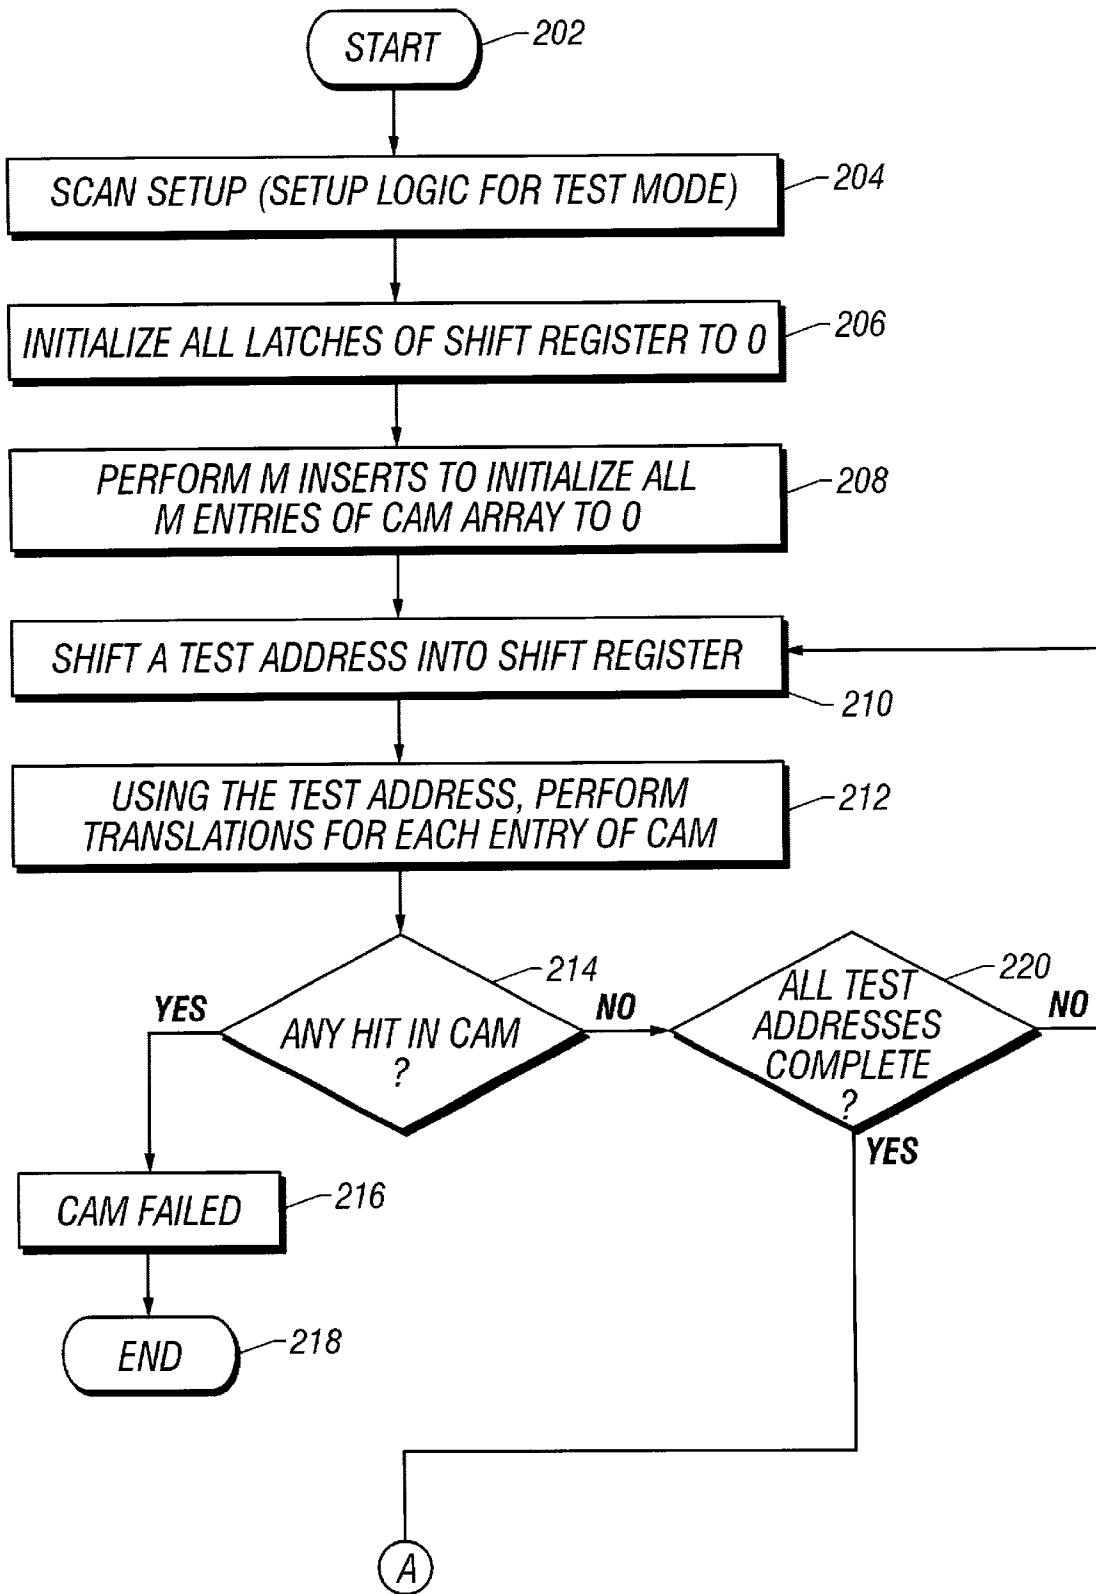 START
202
SCAN SETUP (SETUP LOGIC FOR TEST MODE)
204
INITIALIZE ALL LATCHES OF SHIFT REGISTER TO 0
206
PERFORM M INSERTS TO INITIALIZE ALL
M ENTRIES OF CAM ARRAY TO 0
208
SHIFT A TEST ADDRESS INTO SHIFT REGISTER
210
USING THE TEST ADDRESS, PERFORM
TRANSLATIONS FOR EACH ENTRY OF CAM
212
214
YES
ANY HIT IN CAM
?
NO
220
ALL TEST
ADDRESSES
COMPLETE
?
NO
YES
CAM FAILED
216
END
218
A